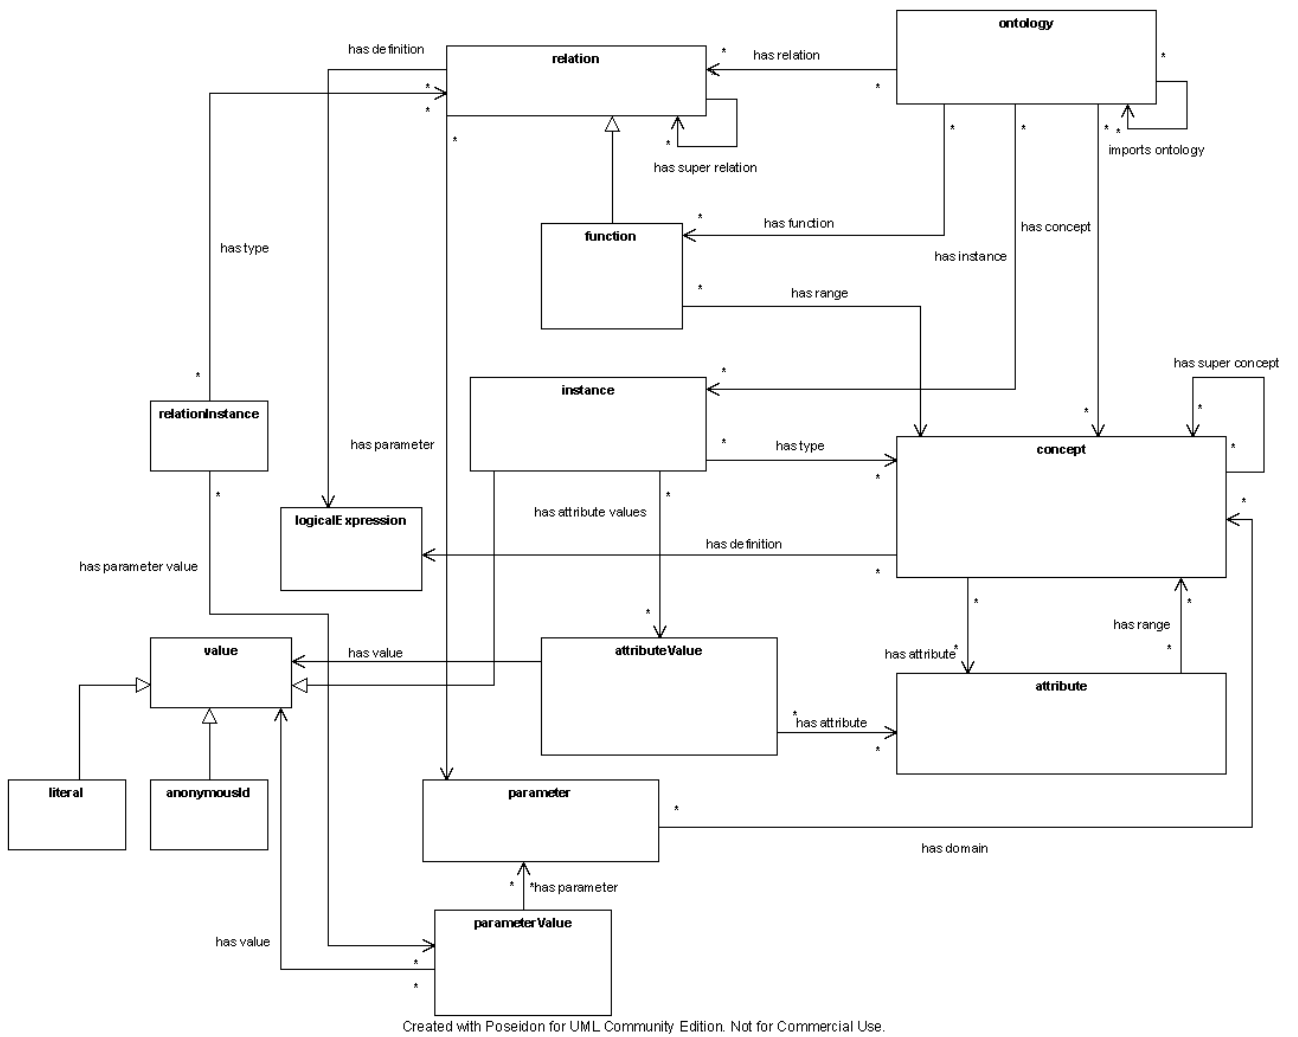 ontology
has definition
relation
* has relation *
*
*
*
*
* * * * *
imports ontology
*
has super relation
* has function
function
has type
has concept
has instance
* has range
has super concept
*
instance
*
*
relationInstance
*
has parameter
* has type
*
concept
*
*
*
has attribute values
logicalExpression
has definition
*
has parameter value
* *
*
has range
value
has value
attributeValue
has attribute *
*
attribute
*
has attribute
*
literal
anonymousId
parameter
*
has domain
* *has parameter
parameterValue
has value
*
*
Created with Poseidon for UML Community Edition. Not for Commercial Use.